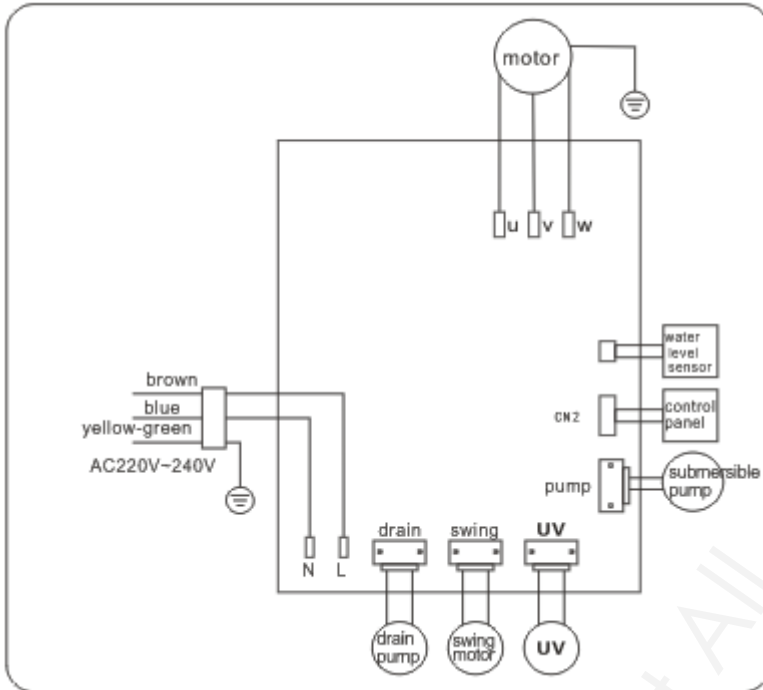 motor
u
v
w
water
level
sensor
brown
blue
yellow-green
AC220V~240V
CN2
control
panel
pump
submersible
pump
drain
swing
UV
N
L
drain
pump
swing
motor
UV